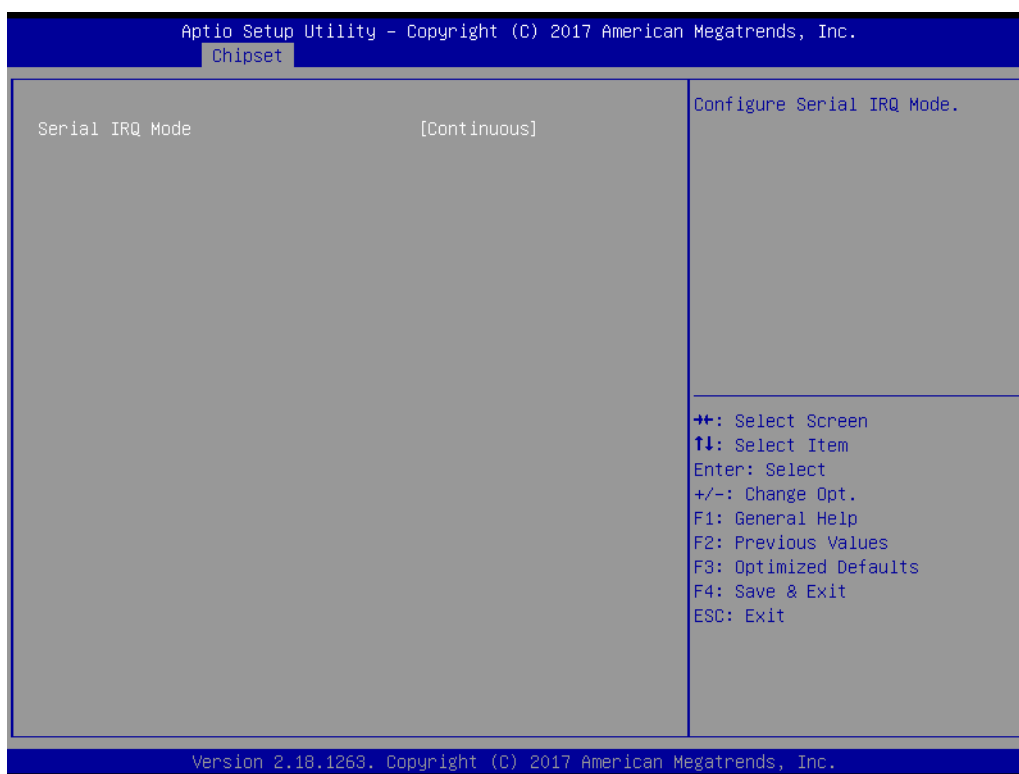 Aptio Setup Utility – Copyright (C) 2017 American Megatrends, Inc.
Chipset
Serial IRQ Mode [Continuous]
Configure Serial IRQ Mode.
→←: Select Screen
↑↓: Select Item
Enter: Select
+/-: Change Opt.
F1: General Help
F2: Previous Values
F3: Optimized Defaults
F4: Save & Exit
ESC: Exit
Version 2.18.1263. Copyright (C) 2017 American Megatrends, Inc.